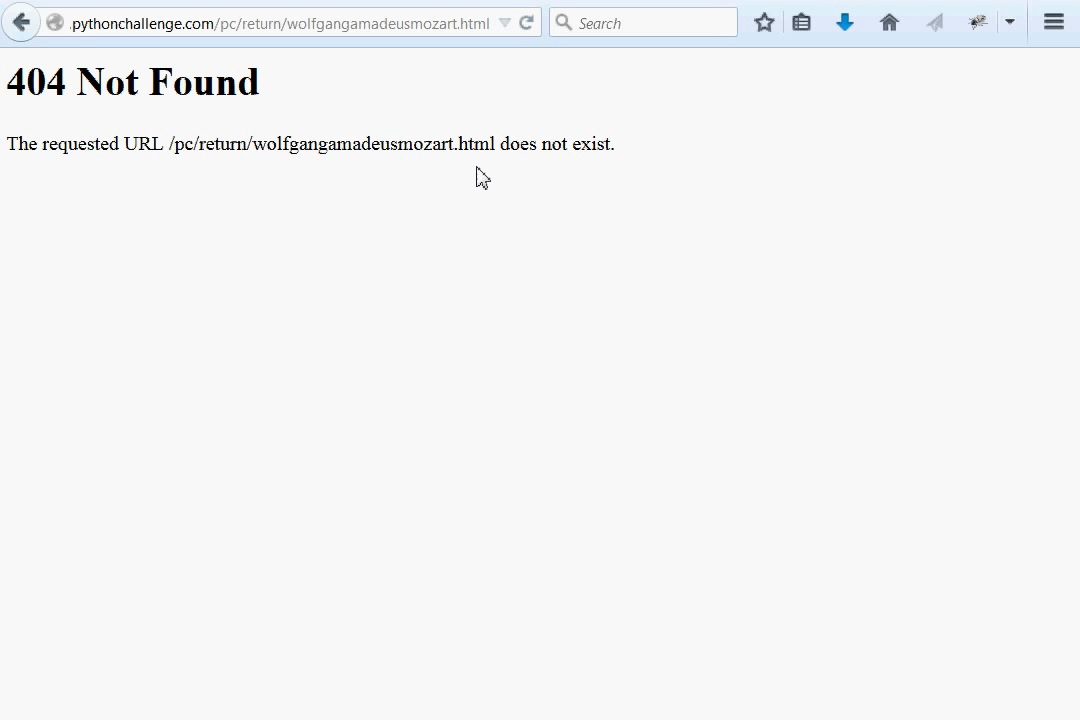 .pythonchallenge.com/pc/return/wolfgangamadeusmozart.html Search
404 Not Found
The requested URL /pc/return/wolfgangamadeusmozart.html does not exist.